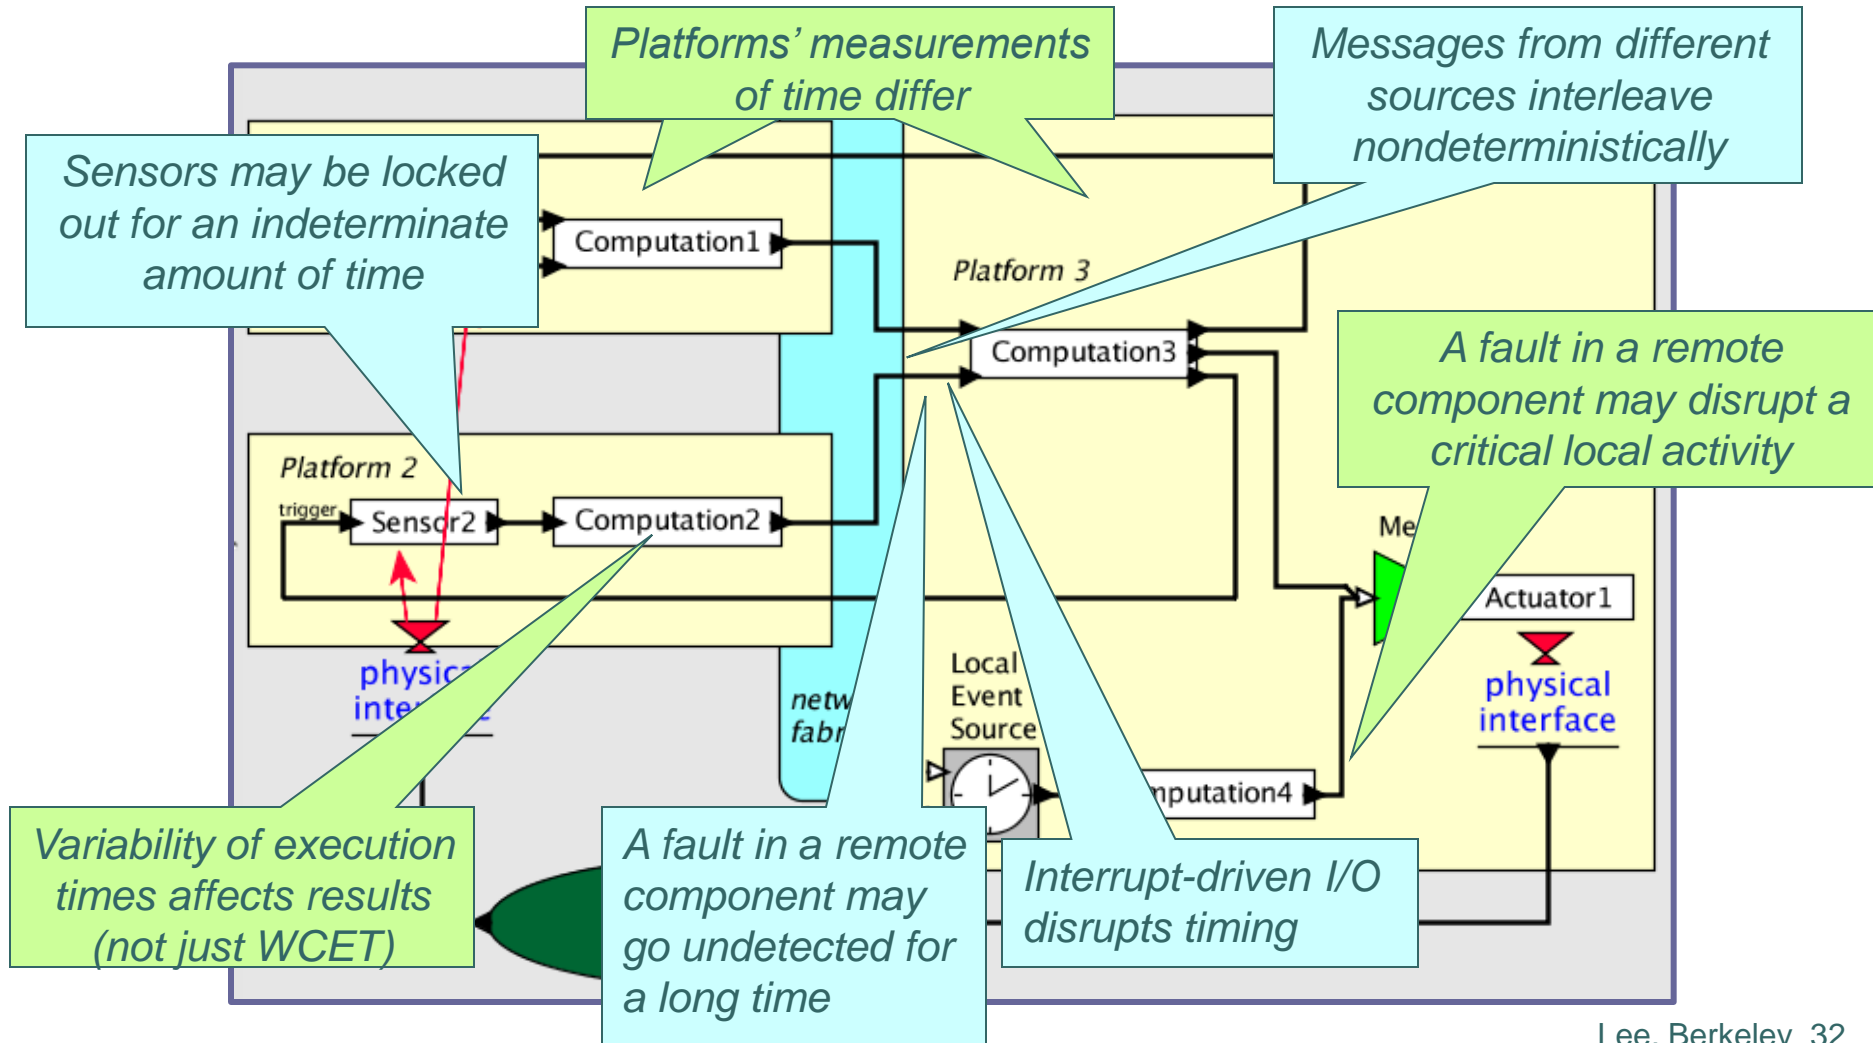 Platforms’ measurements
of time differ
Messages from different
sources interleave
nondeterministically
Sensors may be locked
out for an indeterminate
amount of time
Computation1
Platform 3
Computation3
A fault in a remote
component may disrupt a
critical local activity
Platform 2
trigger
Sensor2
Computation2
Actuator1
Local
Event
Source
physical
interface
Variability of execution
times affects results
(not just WCET)
A fault in a remote
component may
go undetected for
a long time
Interrupt-driven I/O
disrupts timing
Lee, Berkeley 32